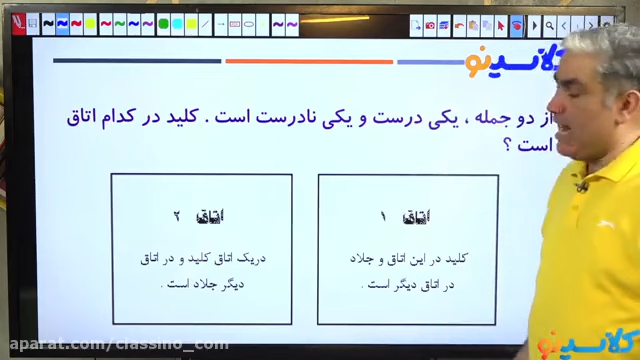 کلاسینو
از دو جمله ، یکی درست و یکی نادرست است . کلید در کدام اتاق
است ؟
اتاق ۱
کلید در این اتاق و جلاد
در اتاق دیگر است .
اتاق ۲
دریک اتاق کلید و در اتاق
دیگر جلاد است .
aparat.com/classino_com
کلاسینو